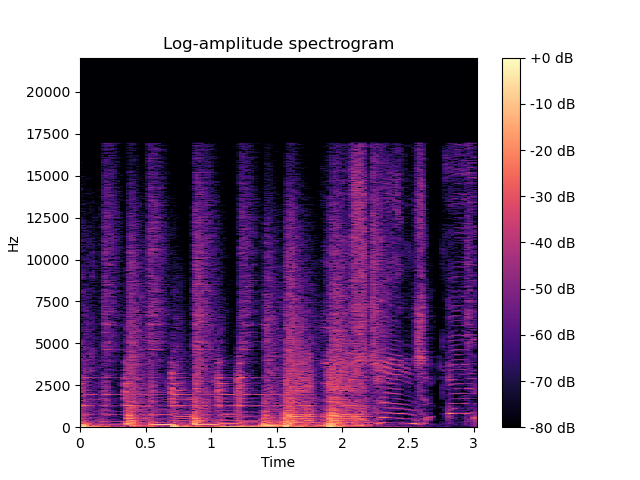 Log-amplitude spectrogram
Hz
20000
17500
15000
12500
10000
7500
5000
2500
0
0 0.5 1 1.5 2 2.5 3
Time
+0 dB
-10 dB
-20 dB
-30 dB
-40 dB
-50 dB
-60 dB
-70 dB
-80 dB